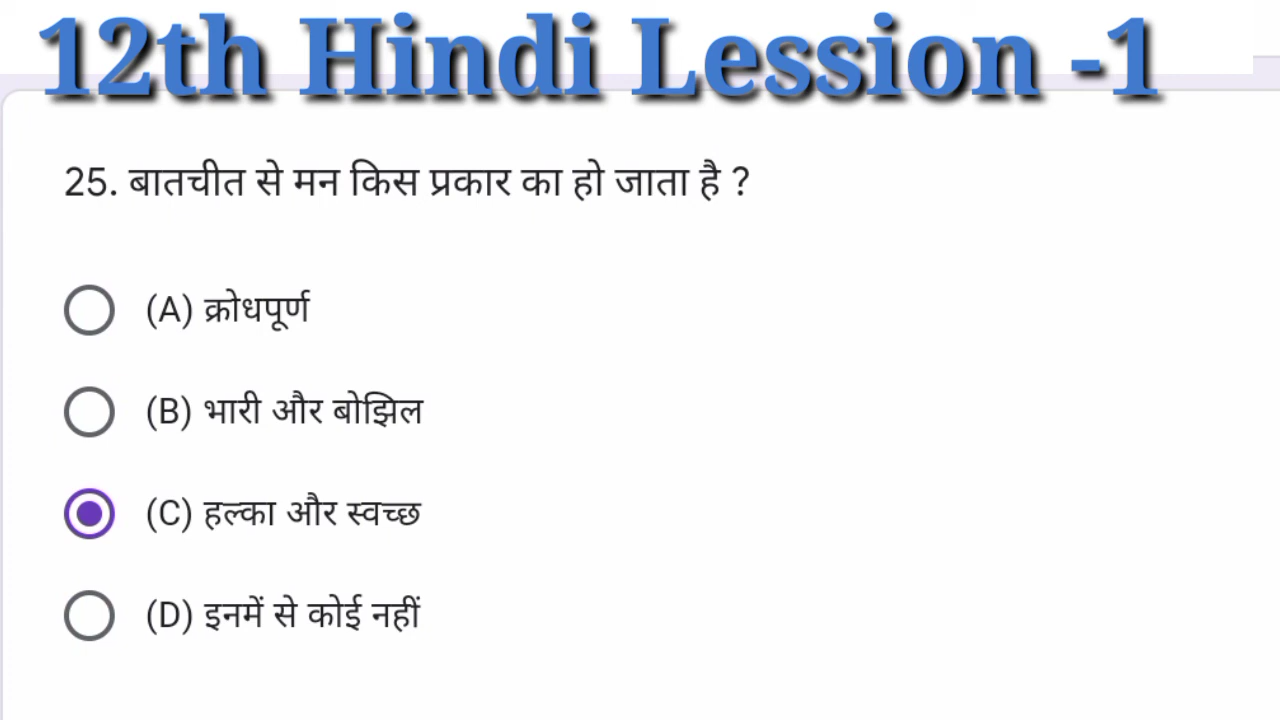 12th Hindi Lession -1
25. बातचीत से मन किस प्रकार का हो जाता है ?
(A) क्रोधपूर्ण
(B) भारी और बोझिल
(C) हल्का और स्वच्छ
(D) इनमें से कोई नहीं